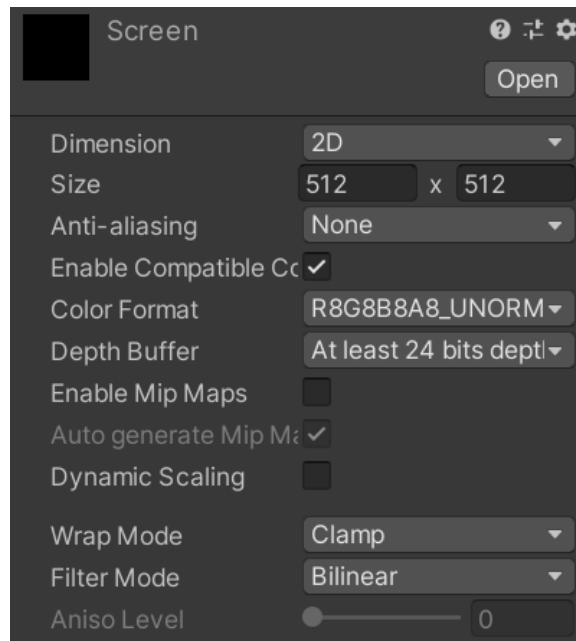 Screen
Open
Dimension 2D
Size 512 x 512
Anti-aliasing None
Enable Compatible Co
Color Format R8G8B8A8_UNORM
Depth Buffer At least 24 bits depth
Enable Mip Maps
Auto generate Mip Ma
Dynamic Scaling
Wrap Mode Clamp
Filter Mode Bilinear
Aniso Level 0